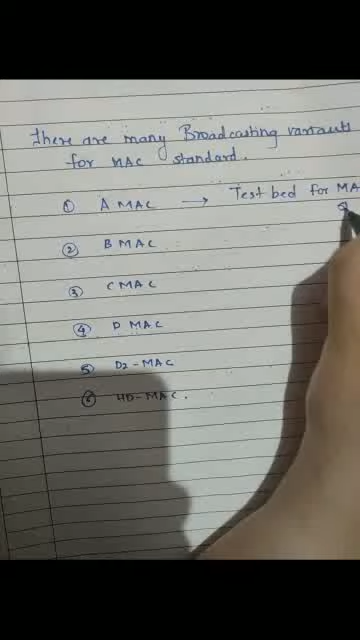 There are many Broadcasting variants
for MAC standard.
① A MAC → Test bed for MA
② B MAC
③ C MAC
④ D MAC
⑤ D2-MAC
⑥ HD-MAC.